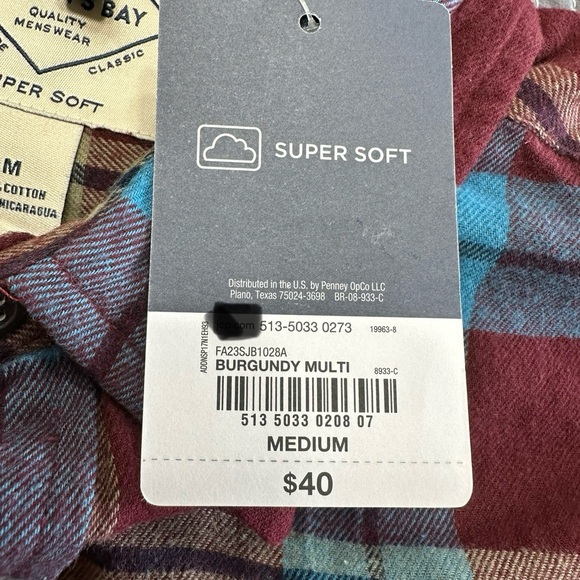 S BAY
QUALITY
MENSWEAR
CLASSIC
SUPER SOFT
M
COTTON
NICARAGUA
SUPER SOFT
Distributed in the U.S. by Penney OpCo LLC
Plano, Texas 75024-3698 BR-08-933-C
513-5033 0273 19963-8
FA23SJB1028A
BURGUNDY MULTI 8933-C
513 5033 0208 07
MEDIUM
$40